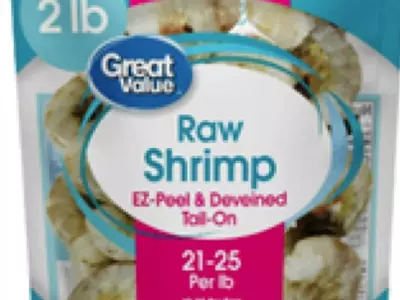 2 lb
Great
Value
Raw
Shrimp
EZ-Peel & Deveined
Tail-On
21-25
Per lb